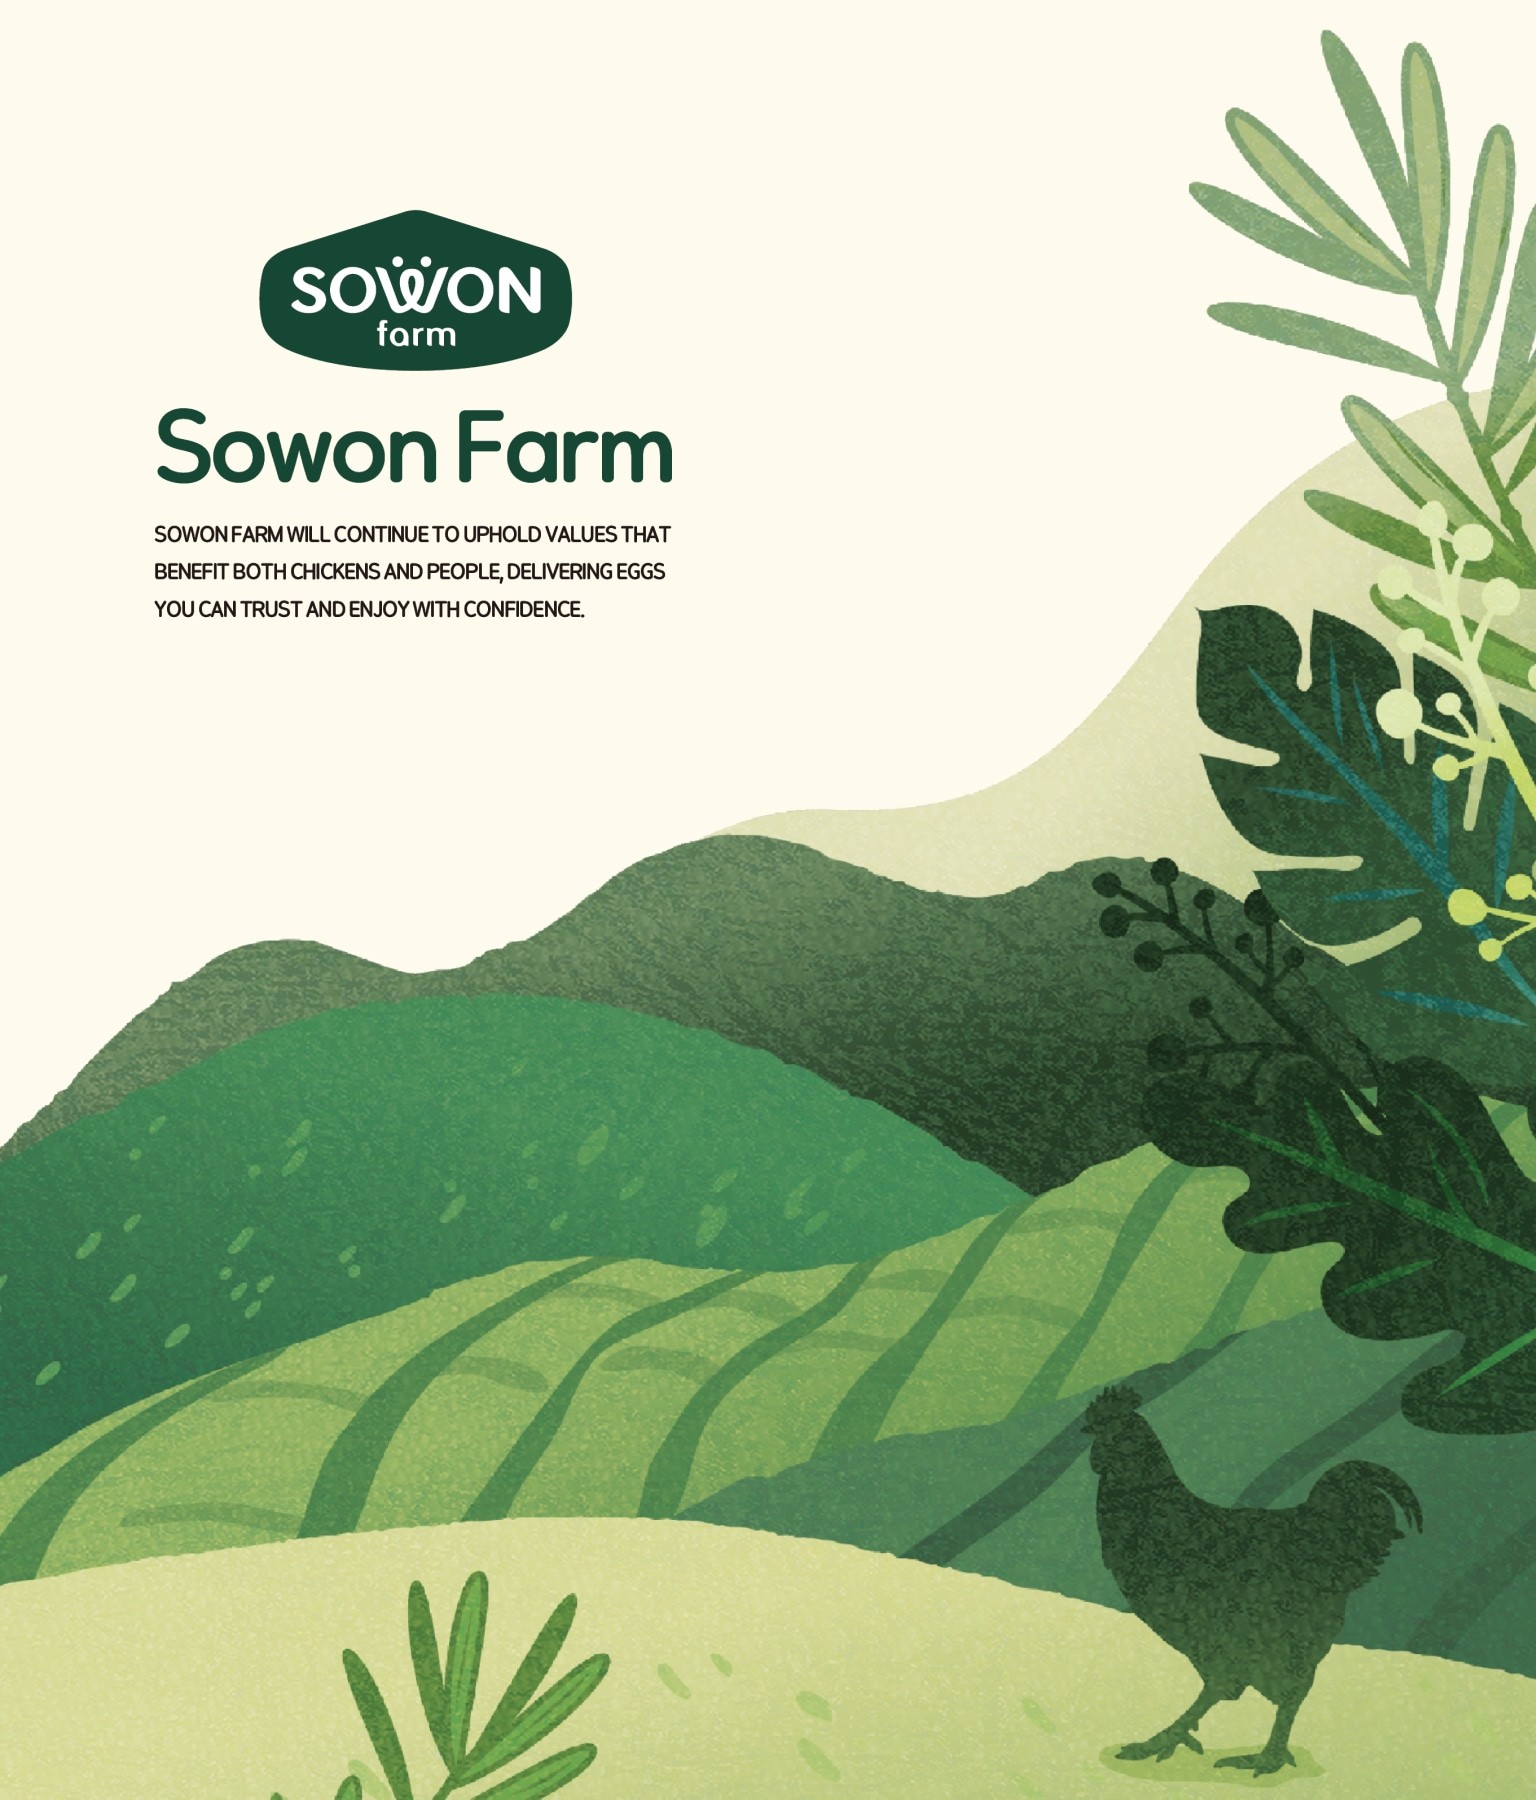 SOWON
farm
Sowon Farm
SOWON FARM WILL CONTINUE TO UPHOLD VALUES THAT
BENEFIT BOTH CHICKENS AND PEOPLE, DELIVERING EGGS
YOU CAN TRUST AND ENJOY WITH CONFIDENCE.